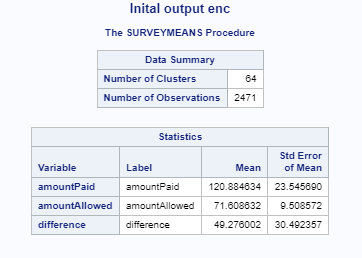 Inital output enc
The SURVEYMEANS Procedure
Data Summary
Number of Clusters 64
Number of Observations 2471
Statistics
Variable Label Mean Std Error of Mean
amountPaid amountPaid 120.884634 23.545690
amountAllowed amountAllowed 71.608632 9.508572
difference difference 49.276002 30.492357